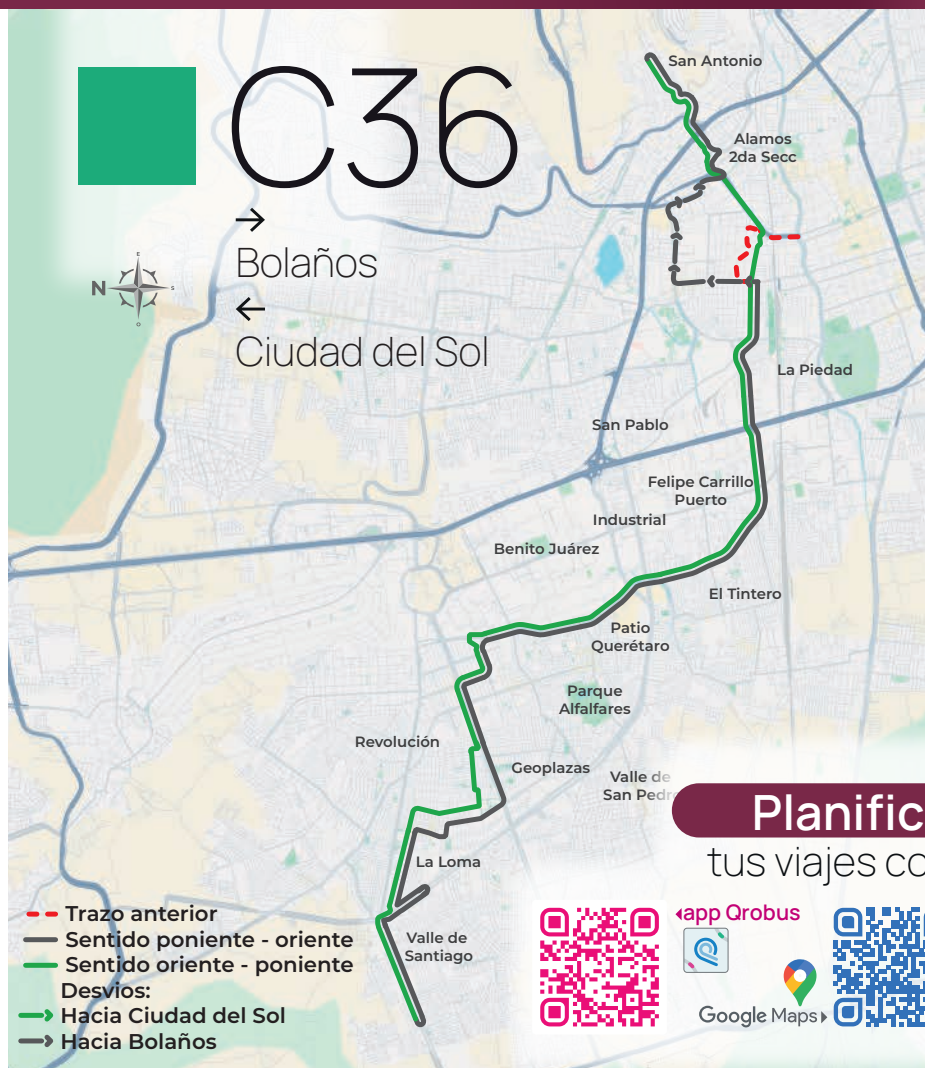 C36
→
Bolaños
←
Ciudad del Sol
E
N
S
O
San Antonio
Alamos
2da Secc
La Piedad
San Pablo
Felipe Carrillo
Puerto
Industrial
Benito Juárez
El Tintero
Patio
Querétaro
Parque
Alfalfares
Revolución
Geoplazas
Valle de
San Pedr
La Loma
Valle de
Santiago
Planific
tus viajes co
app Qrobus
Google Maps
Trazo anterior
Sentido poniente - oriente
Sentido oriente - poniente
Desvios:
Hacia Ciudad del Sol
Hacia Bolaños